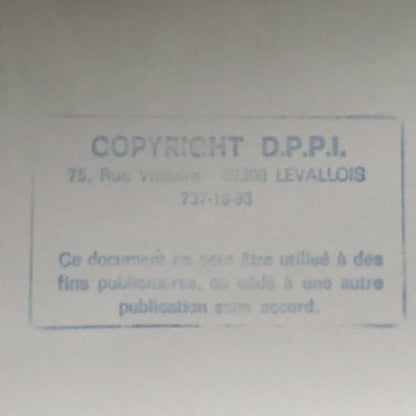 COPYRIGHT D.P.P.I.
75, Rue Voltaire - 92300 LEVALLOIS
737-18-93
Ce document ne peut être utilisé à des
fins publicitaires, ou cédé à une autre
publication sans accord.